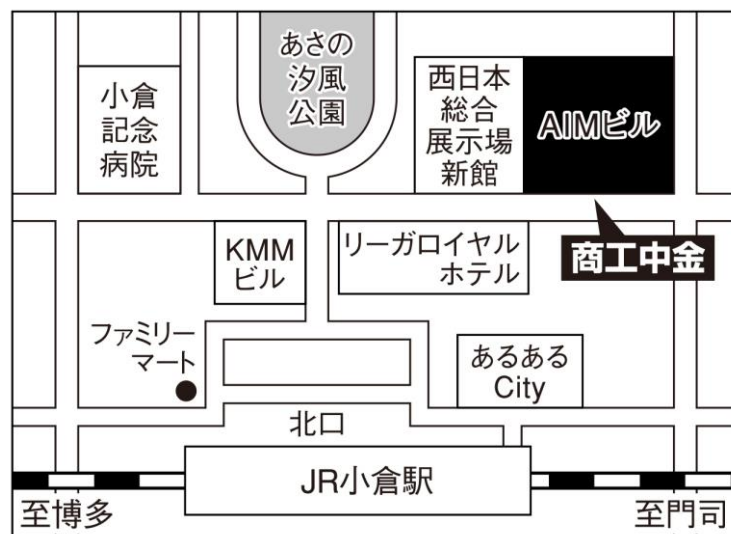 あさの
汐風
公園
小倉
記念
病院
西日本
総合
展示場
新館
AIMビル
商工中金
KMM
ビル
リーガロイヤル
ホテル
ファミリー
マート
あるある
City
北口
JR小倉駅
至博多
至門司